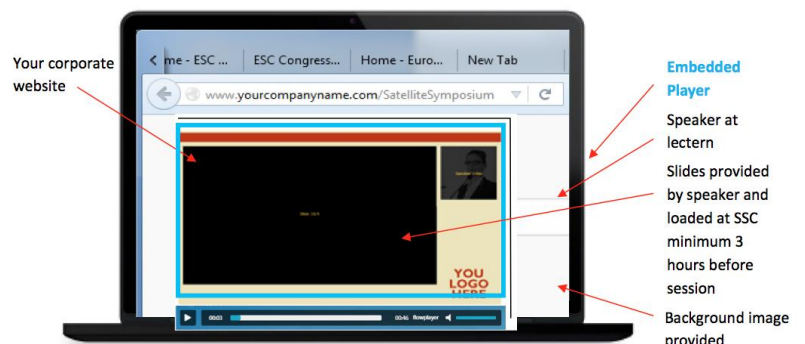 Your corporate
website
me - ESC ...
ESC Congress...
Home - Euro...
New Tab
www.yourcompanyname.com/SatelliteSymposium
YOU
LOGO
HERE
00:03
00:46
flowplayer
Embedded
Player
Speaker at
lectern
Slides provided
by speaker and
loaded at SSC
minimum 3
hours before
session
Background image
provided